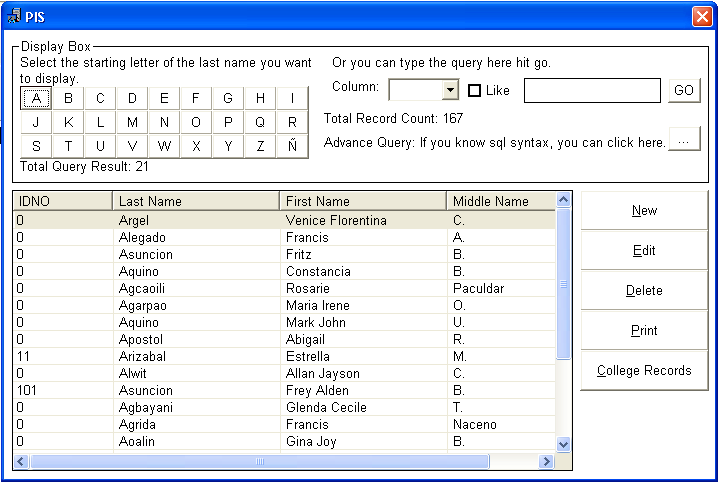 PIS
Display Box
Select the starting letter of the last name you want
to display.
A B C D E F G H I
J K L M N O P Q R
S T U V W X Y Z Ñ
Total Query Result: 21
Or you can type the query here hit go.
Column: Like GO
Total Record Count: 167
Advance Query: If you know sql syntax, you can click here. ...
IDNO Last Name First Name Middle Name
0 Argel Venice Florentina C.
0 Alegado Francis A.
0 Asuncion Fritz B.
0 Aquino Constancia B.
0 Agcaoili Rosarie Paculdar
0 Agarpao Maria Irene O.
0 Aquino Mark John U.
0 Apostol Abigail R.
11 Arizabal Estrella M.
0 Alwit Allan Jayson C.
101 Asuncion Frey Alden B.
0 Agbayani Glenda Cecile T.
0 Agrida Francis Naceno
0 Aoalin Gina Joy B.
New
Edit
Delete
Print
College Records